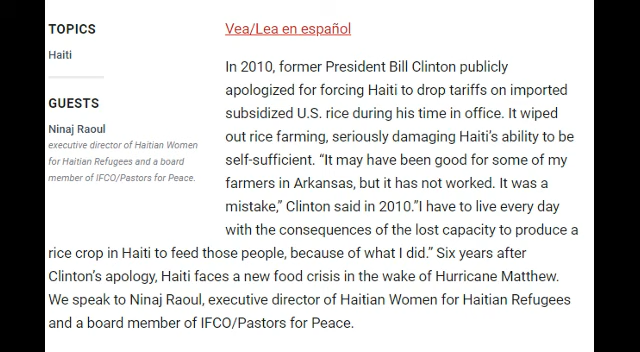 TOPICS
Haiti
GUESTS
Ninaj Raoul
executive director of Haitian Women
for Haitian Refugees and a board
member of IFCO/Pastors for Peace.
Vea/Lea en español
In 2010, former President Bill Clinton publicly
apologized for forcing Haiti to drop tariffs on imported
subsidized U.S. rice during his time in office. It wiped
out rice farming, seriously damaging Haiti's ability to be
self-sufficient. “It may have been good for some of my
farmers in Arkansas, but it has not worked. It was a
mistake,” Clinton said in 2010.”I have to live every day
with the consequences of the lost capacity to produce a
rice crop in Haiti to feed those people, because of what I did.” Six years after
Clinton’s apology, Haiti faces a new food crisis in the wake of Hurricane Matthew.
We speak to Ninaj Raoul, executive director of Haitian Women for Haitian Refugees
and a board member of IFCO/Pastors for Peace.